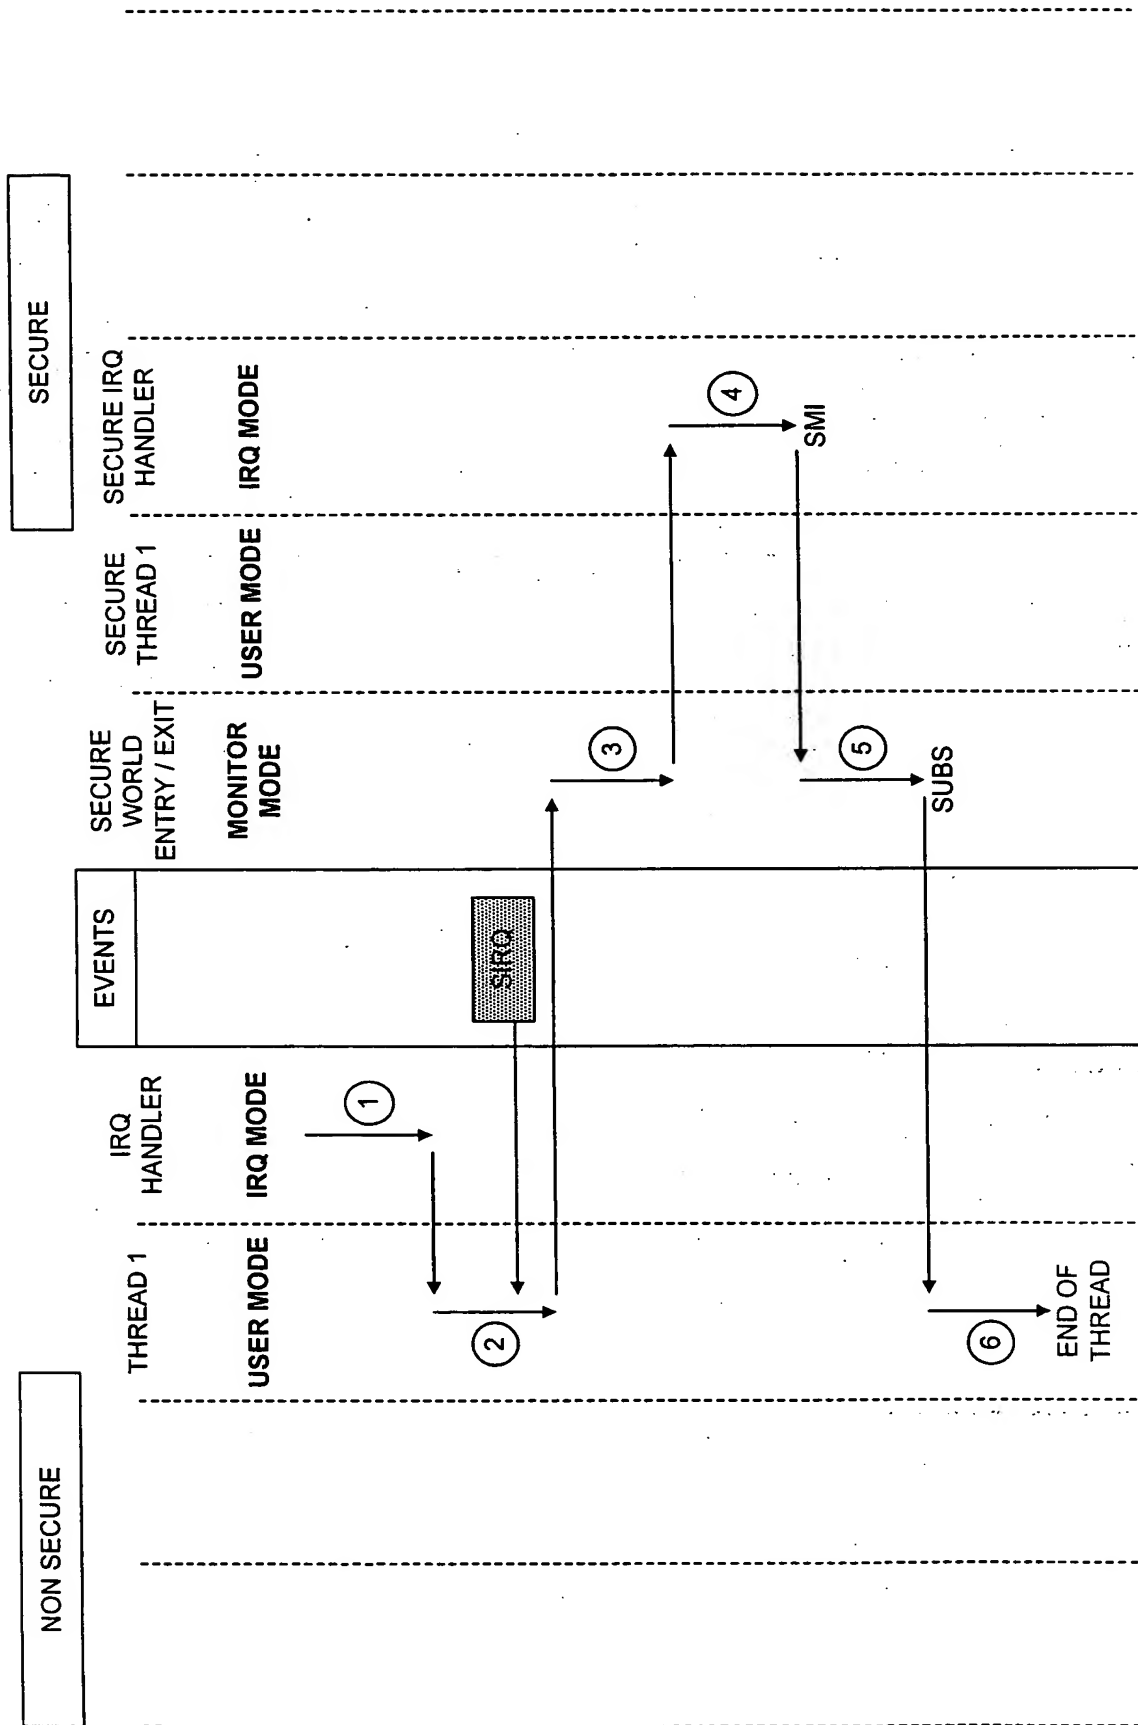 NON SECURE
SECURE
THREAD 1
USER MODE
IRQ
HANDLER
IRQ MODE
EVENTS
SECURE
WORLD
ENTRY / EXIT
MONITOR
MODE
SECURE
THREAD 1
USER MODE
SECURE IRQ
HANDLER
IRQ MODE
1
2
SIRQ
3
4
SMI
5
SUBS
6
END OF
THREAD